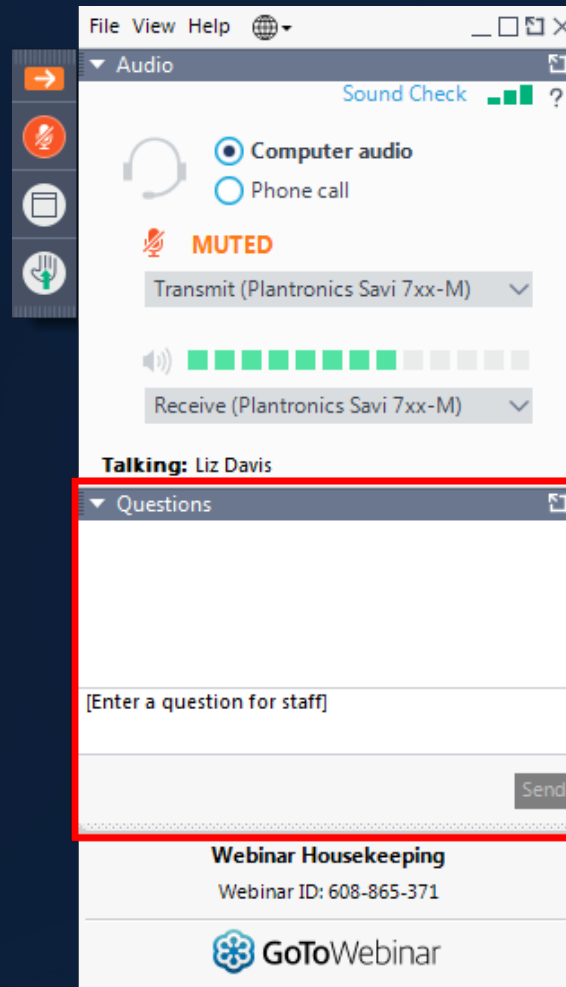 File View Help
Audio
Sound Check ?
Computer audio
Phone call
MUTED
Transmit (Plantronics Savi 7xx-M)
Receive (Plantronics Savi 7xx-M)
Talking: Liz Davis
Questions
[Enter a question for staff]
Send
Webinar Housekeeping
Webinar ID: 608-865-371
GoToWebinar